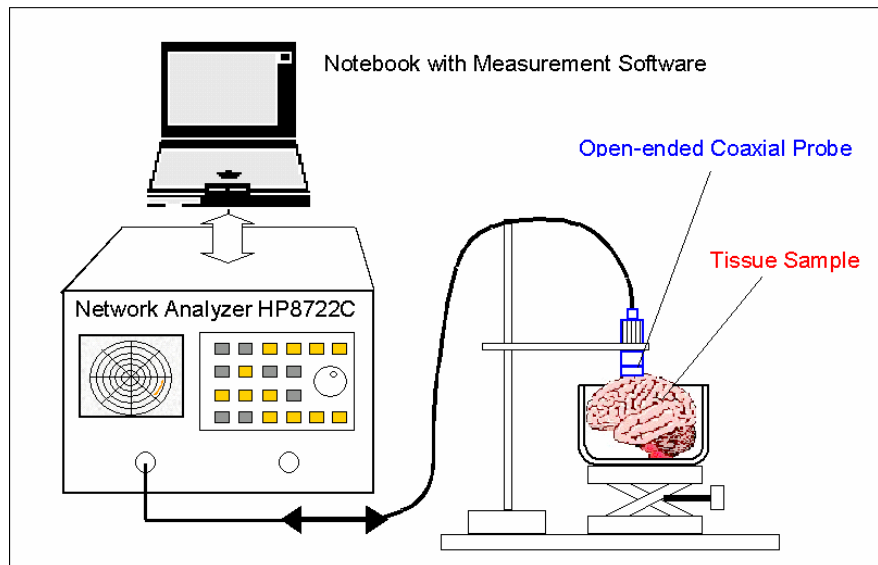 Notebook with Measurement Software
Open-ended Coaxial Probe
Tissue Sample
Network Analyzer HP8722C